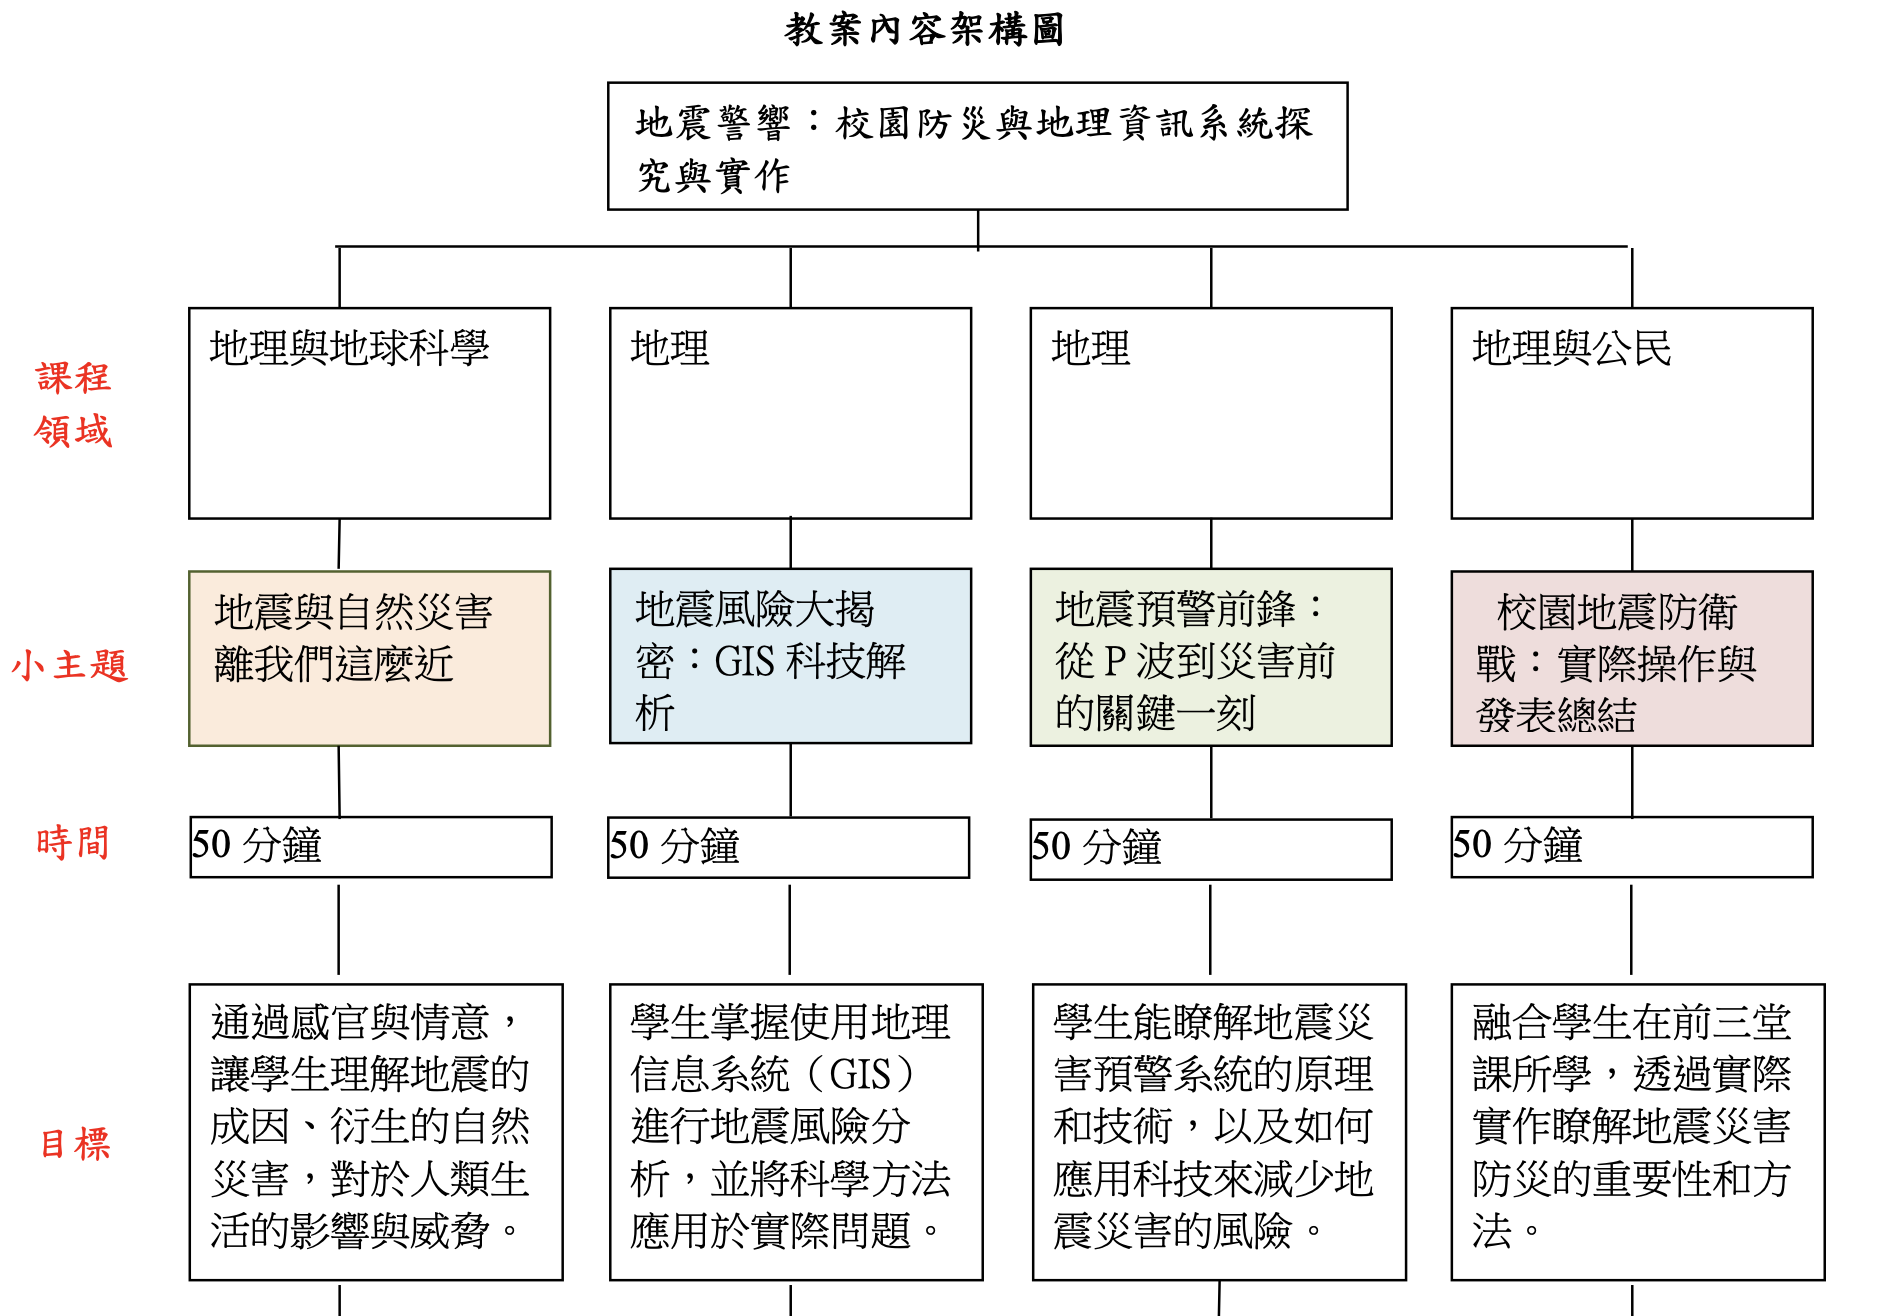 教案內容架構圖
地震警響：校園防災與地理資訊系統探
究與實作
課程
領域
地理與地球科學
地理
地理
地理與公民
小主題
地震與自然災害
離我們這麼近
地震風險大揭
密：GIS 科技解
析
地震預警前鋒：
從 P 波到災害前
的關鍵一刻
校園地震防衛
戰：實際操作與
發表總結
時間
50 分鐘
50 分鐘
50 分鐘
50 分鐘
目標
通過感官與情意，
讓學生理解地震的
成因、衍生的自然
災害，對於人類生
活的影響與威脅。
學生掌握使用地理
信息系統（GIS）
進行地震風險分
析，並將科學方法
應用於實際問題。
學生能瞭解地震災
害預警系統的原理
和技術，以及如何
應用科技來減少地
震災害的風險。
融合學生在前三堂
課所學，透過實際
實作瞭解地震災害
防災的重要性和方
法。